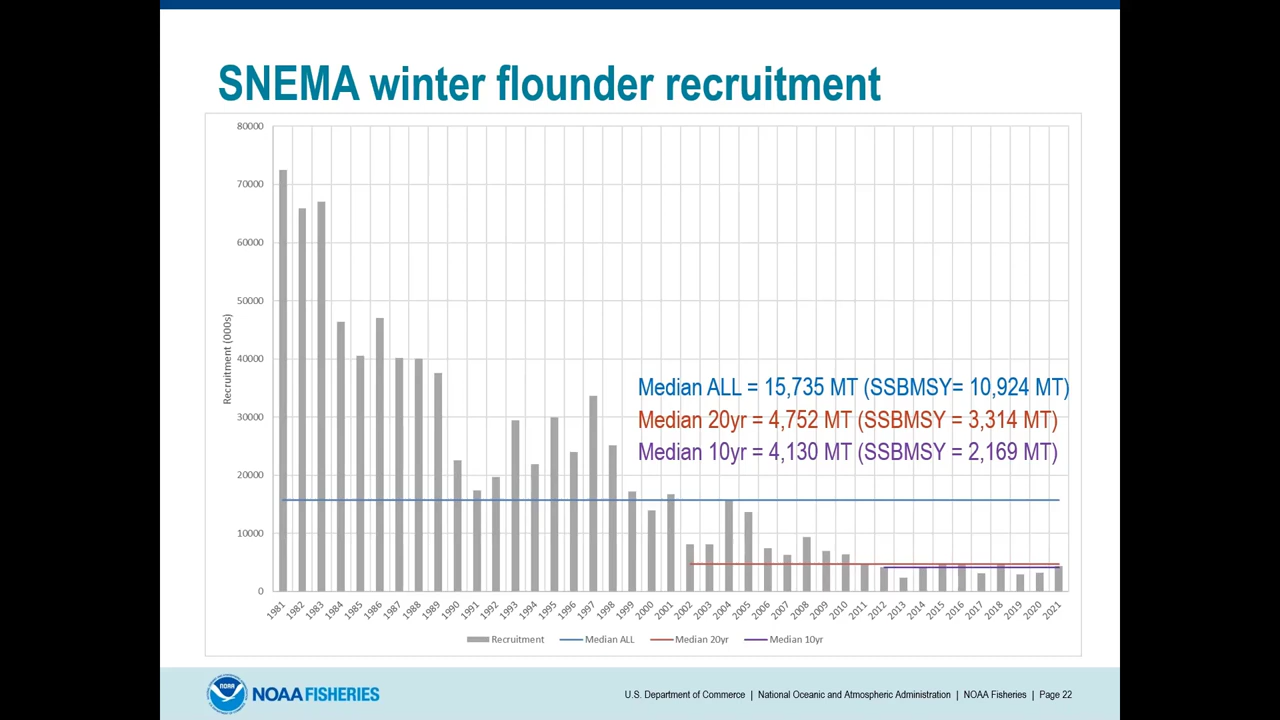 SNEMA winter flounder recruitment
80000
70000
60000
50000
40000
30000
20000
10000
0
Recruitment (000s)
Median ALL = 15,735 MT (SSBMSY= 10,924 MT)
Median 20yr = 4,752 MT (SSBMSY = 3,314 MT)
Median 10yr = 4,130 MT (SSBMSY = 2,169 MT)
1981 1982 1983 1984 1985 1986 1987 1988 1989 1990 1991 1992 1993 1994 1995 1996 1997 1998 1999 2000 2001 2002 2003 2004 2005 2006 2007 2008 2009 2010 2011 2012 2013 2014 2015 2016 2017 2018 2019 2020 2021
Recruitment Median ALL Median 20yr Median 10yr
NOAA
NOAA FISHERIES
U.S. Department of Commerce | National Oceanic and Atmospheric Administration | NOAA Fisheries | Page 22